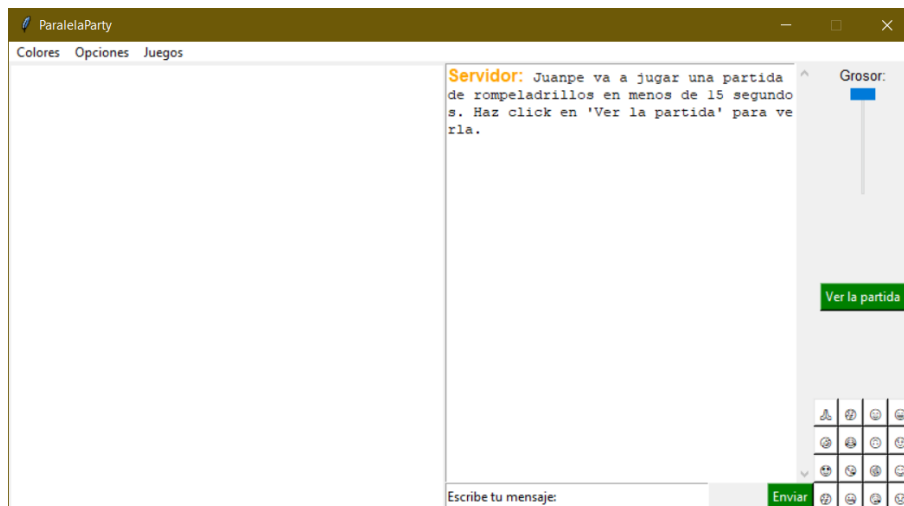 ParalelaParty
Colores Opciones Juegos
Servidor: Juanpe va a jugar una partida
de rompeladrillos en menos de 15 segundo
s. Haz click en 'Ver la partida' para ve
rla.
Grosor:
Ver la partida
Escribe tu mensaje:
Enviar